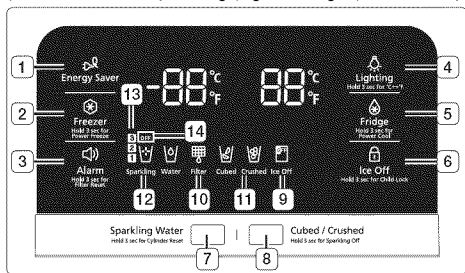 1
Energy Saver
2
Freezer
Hold 3 sec for
Power Freeze
3
Alarm
Hold 3 sec for
Filter Reset
13
-88 °C
°F
88 °C
°F
3 OFF
2
1
14
Sparkling Water Filter Cubed Crushed Ice Off
12
10
11
9
4
Lighting
Hold 3 sec for °C↔°F
5
Fridge
Hold 3 sec for
Power Cool
6
Ice Off
Hold 3 sec for Child Lock
Sparkling Water
Hold 3 sec for Cylinder Reset
7
8
Cubed / Crushed
Hold 3 sec for Sparkling Off